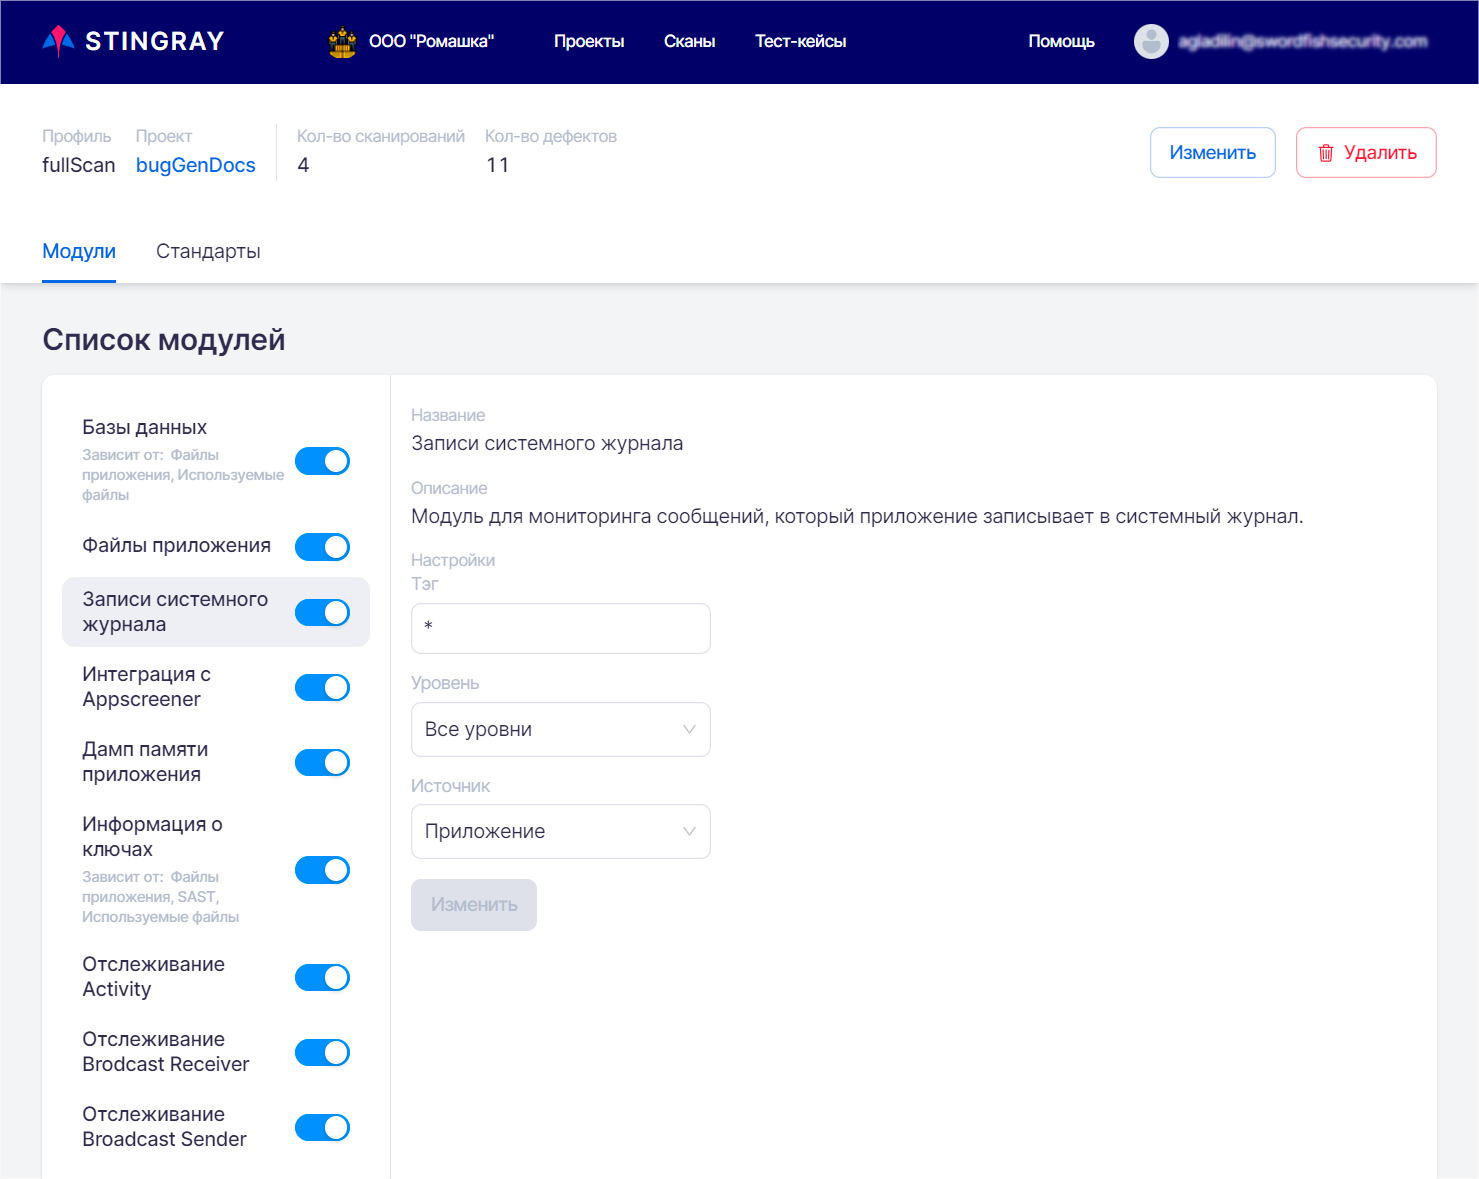 STINGRAY
ООО "Ромашка"
Проекты
Сканы
Тест-кейсы
Помощь
agladilin@swordfishsecurity.com
Профиль
fullScan
Проект
bugGenDocs
Кол-во сканирований
4
Кол-во дефектов
11
Изменить
Удалить
Модули
Стандарты
Список модулей
Базы данных
Зависит от: Файлы
приложения, Используемые
файлы
Файлы приложения
Записи системного
журнала
Интеграция с
Appscreener
Дамп памяти
приложения
Информация о
ключах
Зависит от: Файлы
приложения, SAST,
Используемые файлы
Отслеживание
Activity
Отслеживание
Brodcast Receiver
Отслеживание
Broadcast Sender
Название
Записи системного журнала
Описание
Модуль для мониторинга сообщений, который приложение записывает в системный журнал.
Настройки
Тэг
*
Уровень
Все уровни
Источник
Приложение
Изменить